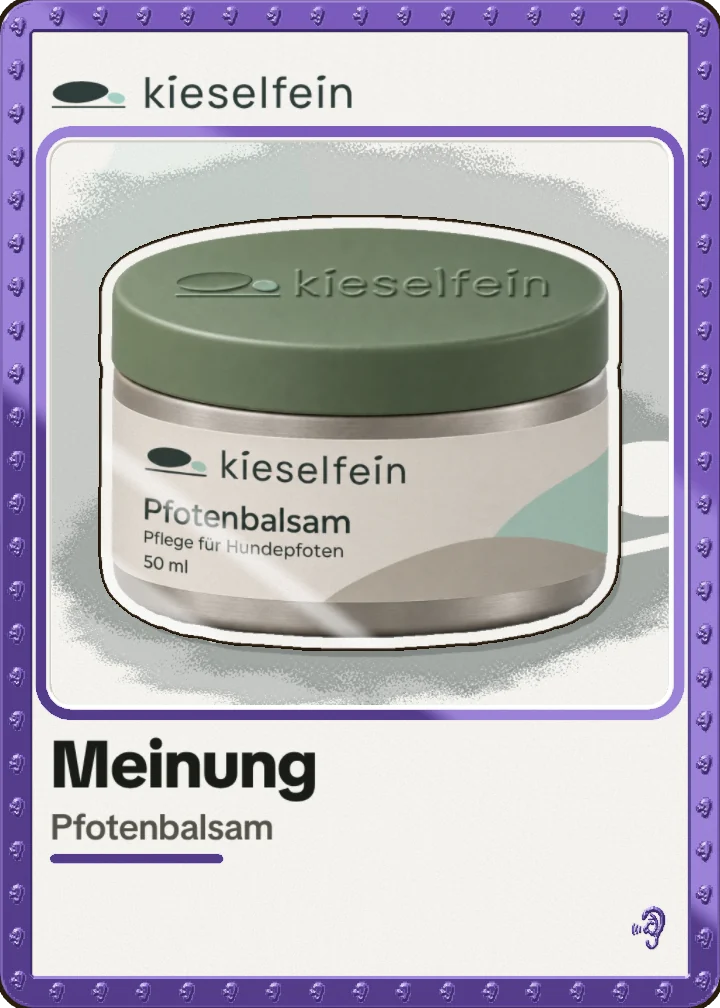 kieselfein
kieselfein
kieselfein
Pfotenbalsam
Pflege für Hundepfoten
50 ml
Meinung
Pfotenbalsam